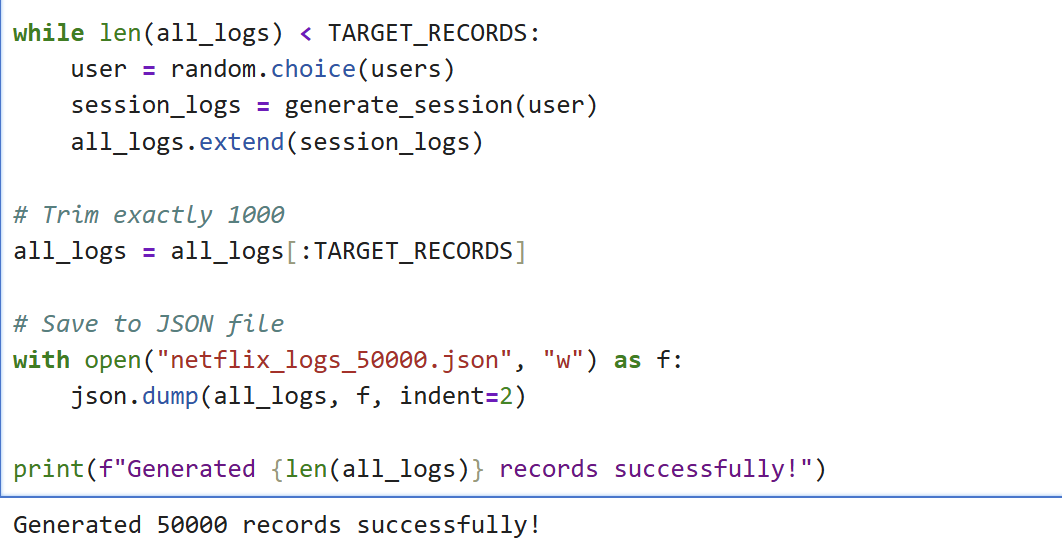 while len(all_logs) < TARGET_RECORDS:
    user = random.choice(users)
    session_logs = generate_session(user)
    all_logs.extend(session_logs)
# Trim exactly 1000
all_logs = all_logs[:TARGET_RECORDS]
# Save to JSON file
with open("netflix_logs_50000.json", "w") as f:
    json.dump(all_logs, f, indent=2)
print(f"Generated {len(all_logs)} records successfully!")
Generated 50000 records successfully!